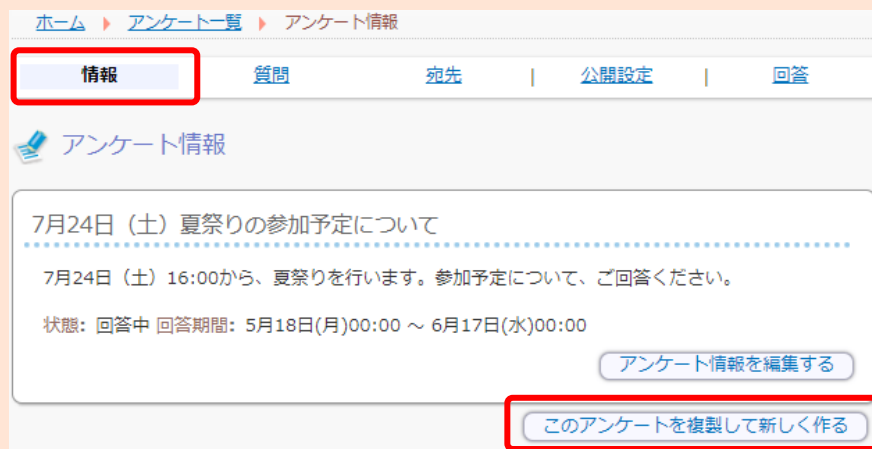 ホーム アンケート一覧 アンケート情報
情報 質問 宛先 | 公開設定 | 回答
アンケート情報
7月24日（土）夏祭りの参加予定について
7月24日（土）16:00から、夏祭りを行います。参加予定について、ご回答ください。
状態: 回答中 回答期間: 5月18日(月)00:00 ～ 6月17日(水)00:00
アンケート情報を編集する
このアンケートを複製して新しく作る